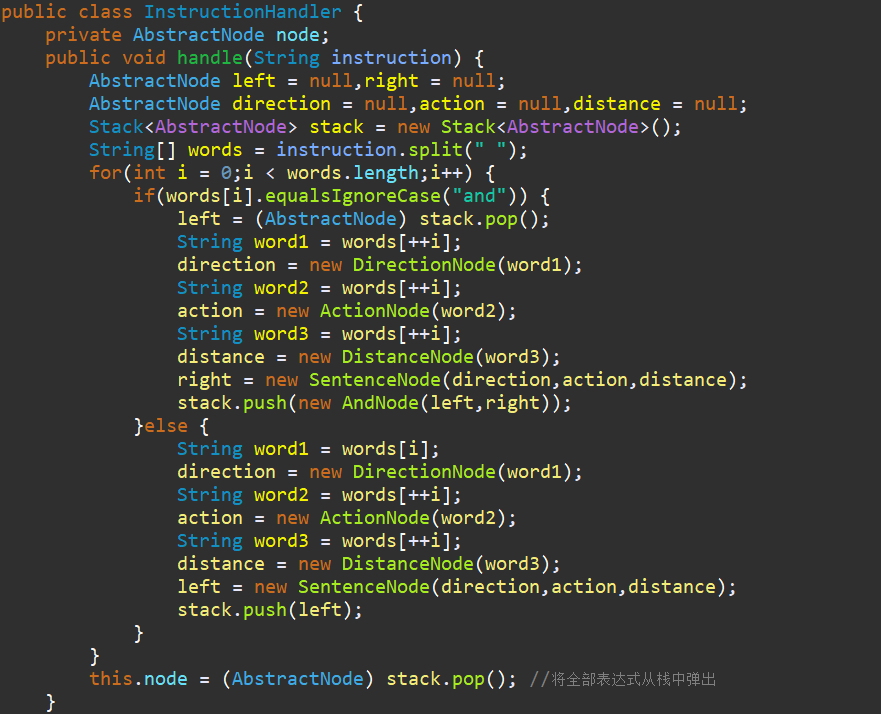 public class InstructionHandler {
    private AbstractNode node;
    public void handle(String instruction) {
        AbstractNode left = null,right = null;
        AbstractNode direction = null,action = null,distance = null;
        Stack<AbstractNode> stack = new Stack<AbstractNode>();
        String[] words = instruction.split(" ");
        for(int i = 0;i < words.length;i++) {
            if(words[i].equalsIgnoreCase("and")) {
                left = (AbstractNode) stack.pop();
                String word1 = words[++i];
                direction = new DirectionNode(word1);
                String word2 = words[++i];
                action = new ActionNode(word2);
                String word3 = words[++i];
                distance = new DistanceNode(word3);
                right = new SentenceNode(direction,action,distance);
                stack.push(new AndNode(left,right));
            }else {
                String word1 = words[i];
                direction = new DirectionNode(word1);
                String word2 = words[++i];
                action = new ActionNode(word2);
                String word3 = words[++i];
                distance = new DistanceNode(word3);
                left = new SentenceNode(direction,action,distance);
                stack.push(left);
            }
        }
        this.node = (AbstractNode) stack.pop(); //将全部表达式从栈中弹出
    }